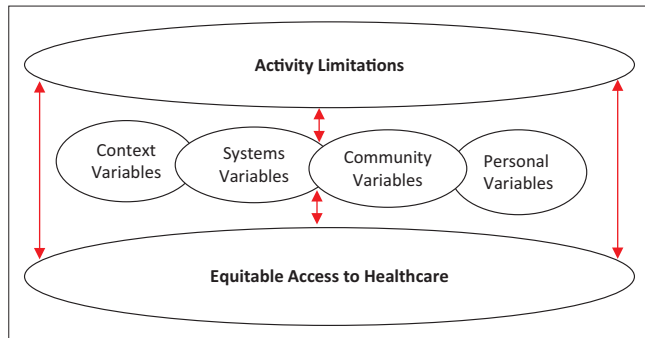 Activity Limitations
Context
Variables
Systems
Variables
Community
Variables
Personal
Variables
Equitable Access to Healthcare